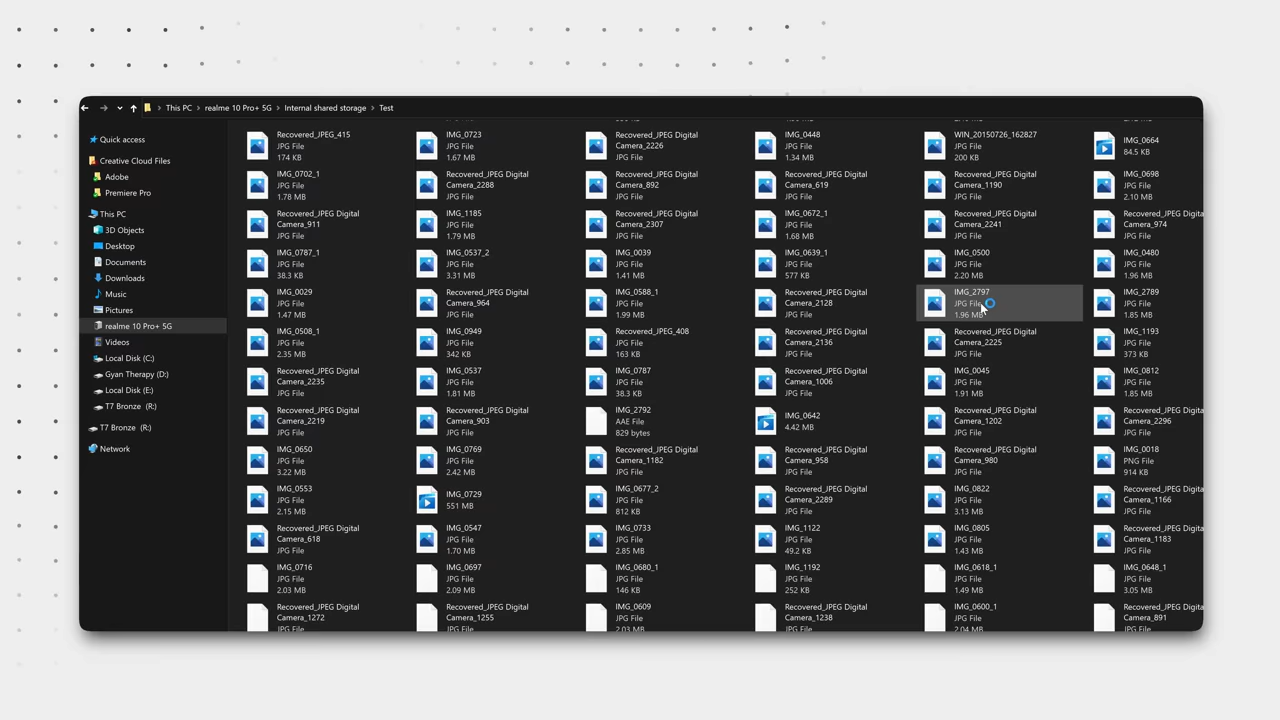 This PC > realme 10 Pro+ 5G > Internal shared storage > Test
Quick access
Creative Cloud Files
Adobe
Premiere Pro
This PC
3D Objects
Desktop
Documents
Downloads
Music
Pictures
realme 10 Pro+ 5G
Videos
Local Disk (C:)
Gyan Therapy (D:)
Local Disk (E:)
T7 Bronze (R:)
T7 Bronze (R:)
Network
Recovered_JPEG_415
JPG File
174 KB
IMG_0723
JPG File
1.67 MB
Recovered_JPEG Digital
Camera_2226
JPG File
IMG_0448
JPG File
1.34 MB
WIN_20150726_162827
JPG File
200 KB
IMG_0664
84.5 KB
IMG_0702_1
JPG File
1.78 MB
Recovered_JPEG Digital
Camera_2288
JPG File
Recovered_JPEG Digital
Camera_892
JPG File
Recovered_JPEG Digital
Camera_619
JPG File
Recovered_JPEG Digital
Camera_1190
JPG File
IMG_0698
JPG File
2.10 MB
Recovered_JPEG Digital
Camera_911
JPG File
IMG_1185
JPG File
1.79 MB
Recovered_JPEG Digital
Camera_2307
JPG File
IMG_0672_1
JPG File
1.68 MB
Recovered_JPEG Digital
Camera_2241
JPG File
Recovered_JPEG Digita
Camera_974
JPG File
IMG_0787_1
JPG File
38.3 KB
IMG_0537_2
JPG File
3.31 MB
IMG_0039
JPG File
1.41 MB
IMG_0639_1
JPG File
577 KB
IMG_0500
JPG File
2.20 MB
IMG_0480
JPG File
1.96 MB
IMG_0029
JPG File
1.47 MB
Recovered_JPEG Digital
Camera_964
JPG File
IMG_0588_1
JPG File
1.99 MB
Recovered_JPEG Digital
Camera_2128
JPG File
IMG_2797
JPG File
1.96 MB
IMG_2789
JPG File
1.85 MB
IMG_0508_1
JPG File
2.35 MB
IMG_0949
JPG File
342 KB
Recovered_JPEG_408
JPG File
163 KB
Recovered_JPEG Digital
Camera_2136
JPG File
Recovered_JPEG Digital
Camera_2225
JPG File
IMG_1193
JPG File
373 KB
Recovered_JPEG Digital
Camera_2235
JPG File
IMG_0537
JPG File
1.81 MB
IMG_0787
JPG File
38.3 KB
Recovered_JPEG Digital
Camera_1006
JPG File
IMG_0045
JPG File
1.91 MB
IMG_0812
JPG File
1.85 MB
Recovered_JPEG Digital
Camera_2219
JPG File
Recovered_JPEG Digital
Camera_903
JPG File
IMG_2792
AAE File
829 bytes
IMG_0642
4.42 MB
Recovered_JPEG Digital
Camera_1202
JPG File
Recovered_JPEG Digita
Camera_2296
JPG File
IMG_0650
JPG File
3.22 MB
IMG_0769
JPG File
2.42 MB
Recovered_JPEG Digital
Camera_1182
JPG File
Recovered_JPEG Digital
Camera_958
JPG File
Recovered_JPEG Digital
Camera_980
JPG File
IMG_0018
PNG File
914 KB
IMG_0553
JPG File
2.15 MB
IMG_0729
551 MB
IMG_0677_2
JPG File
812 KB
Recovered_JPEG Digital
Camera_2289
JPG File
IMG_0822
JPG File
3.13 MB
Recovered_JPEG Digita
Camera_1166
JPG File
Recovered_JPEG Digital
Camera_618
JPG File
IMG_0547
JPG File
1.70 MB
IMG_0733
JPG File
2.85 MB
IMG_1122
JPG File
49.2 KB
IMG_0805
JPG File
1.43 MB
Recovered_JPEG Digita
Camera_1183
JPG File
IMG_0716
JPG File
2.03 MB
IMG_0697
JPG File
2.09 MB
IMG_0680_1
JPG File
146 KB
IMG_1192
JPG File
252 KB
IMG_0618_1
JPG File
1.49 MB
IMG_0648_1
JPG File
3.05 MB
Recovered_JPEG Digital
Camera_1272
JPG File
Recovered_JPEG Digital
Camera_1255
JPG File
IMG_0609
JPG File
2.03 MB
Recovered_JPEG Digital
Camera_1238
JPG File
IMG_0600_1
JPG File
2.04 MB
Recovered_JPEG Digita
Camera_891
JPG File